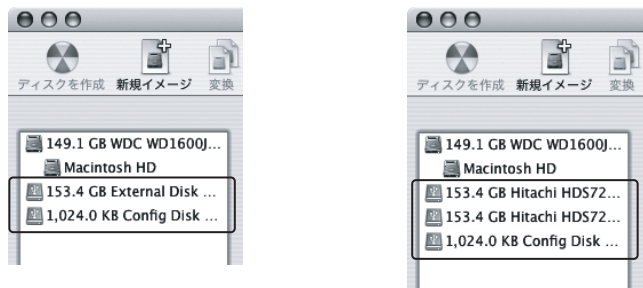 ディスクを作成 新規イメージ 変換
149.1 GB WDC WD1600J...
Macintosh HD
153.4 GB External Disk ...
1,024.0 KB Config Disk ...
ディスクを作成 新規イメージ 変換
149.1 GB WDC WD1600J...
Macintosh HD
153.4 GB Hitachi HDS72...
153.4 GB Hitachi HDS72...
1,024.0 KB Config Disk ...